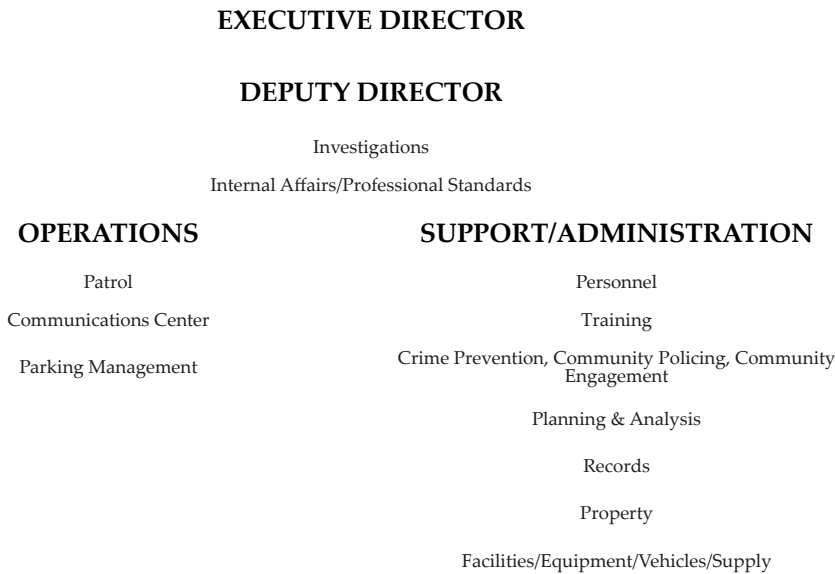 EXECUTIVE DIRECTOR
DEPUTY DIRECTOR
Investigations
Internal Affairs/Professional Standards
OPERATIONS
Patrol
Communications Center
Parking Management
SUPPORT/ADMINISTRATION
Personnel
Training
Crime Prevention, Community Policing, Community
Engagement
Planning & Analysis
Records
Property
Facilities/Equipment/Vehicles/Supply